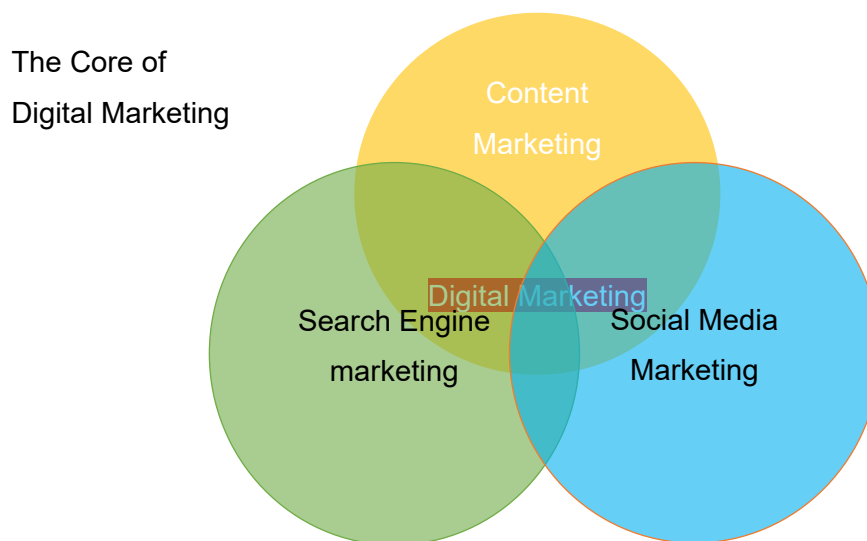 The Core of
Digital Marketing
Content
Marketing
Digital Marketing
Search Engine
marketing
Social Media
Marketing